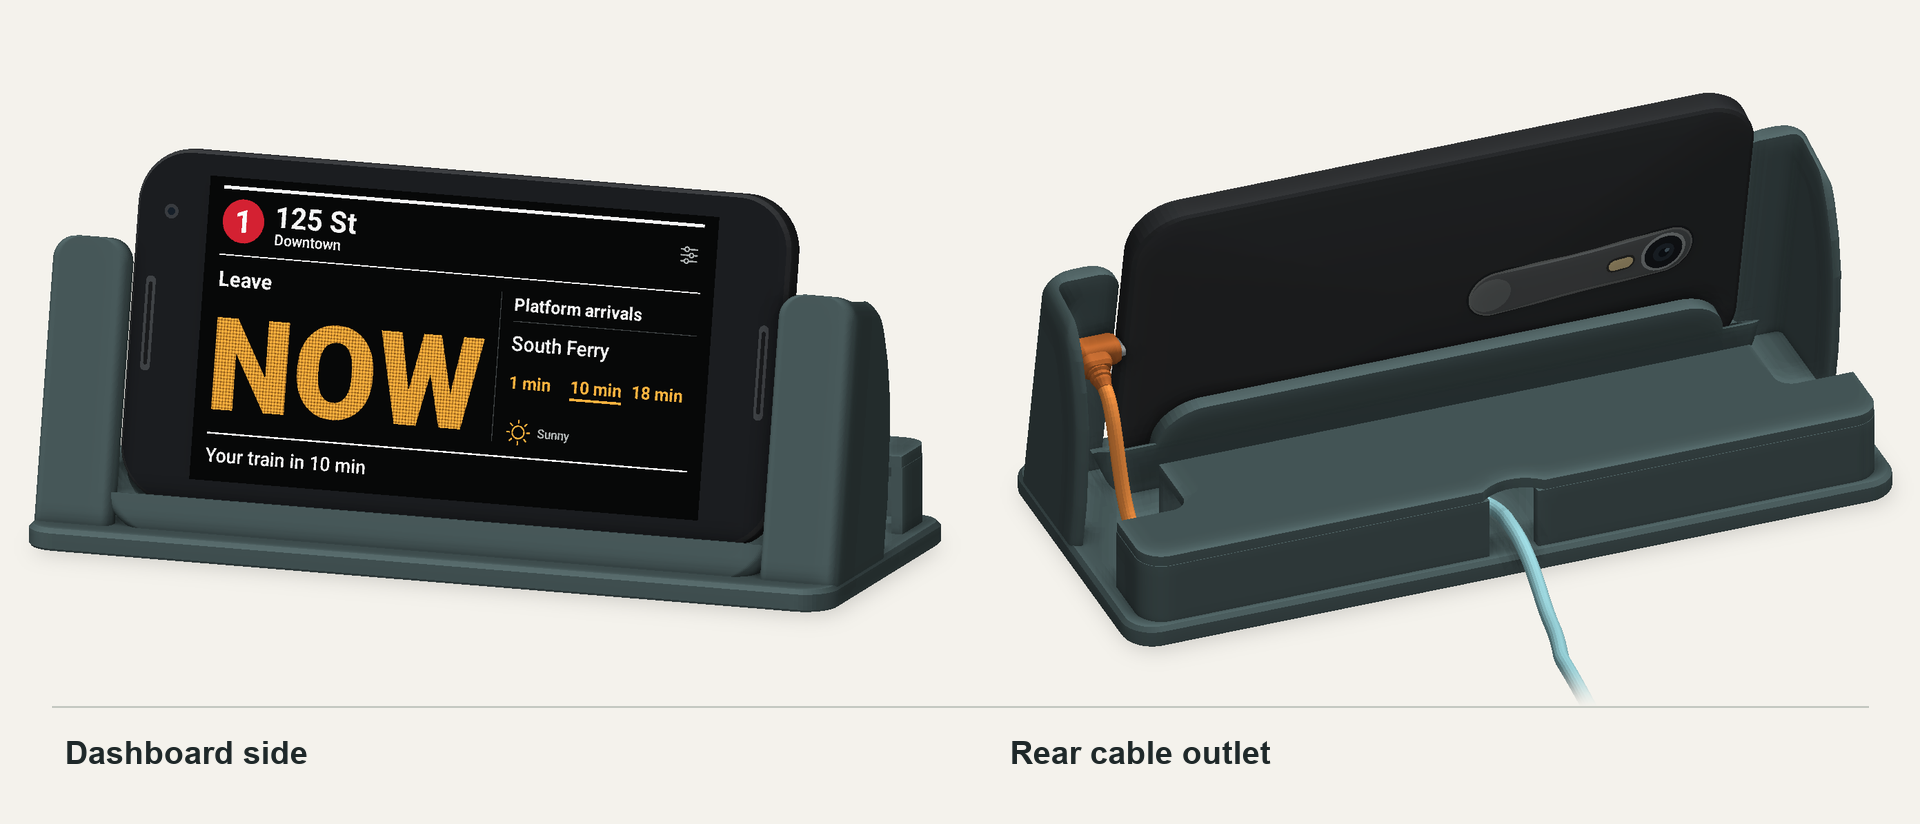 1 125 St
Downtown
Leave
NOW
Platform arrivals
South Ferry
1 min 10 min 18 min
Sunny
Your train in 10 min
Dashboard side
Rear cable outlet